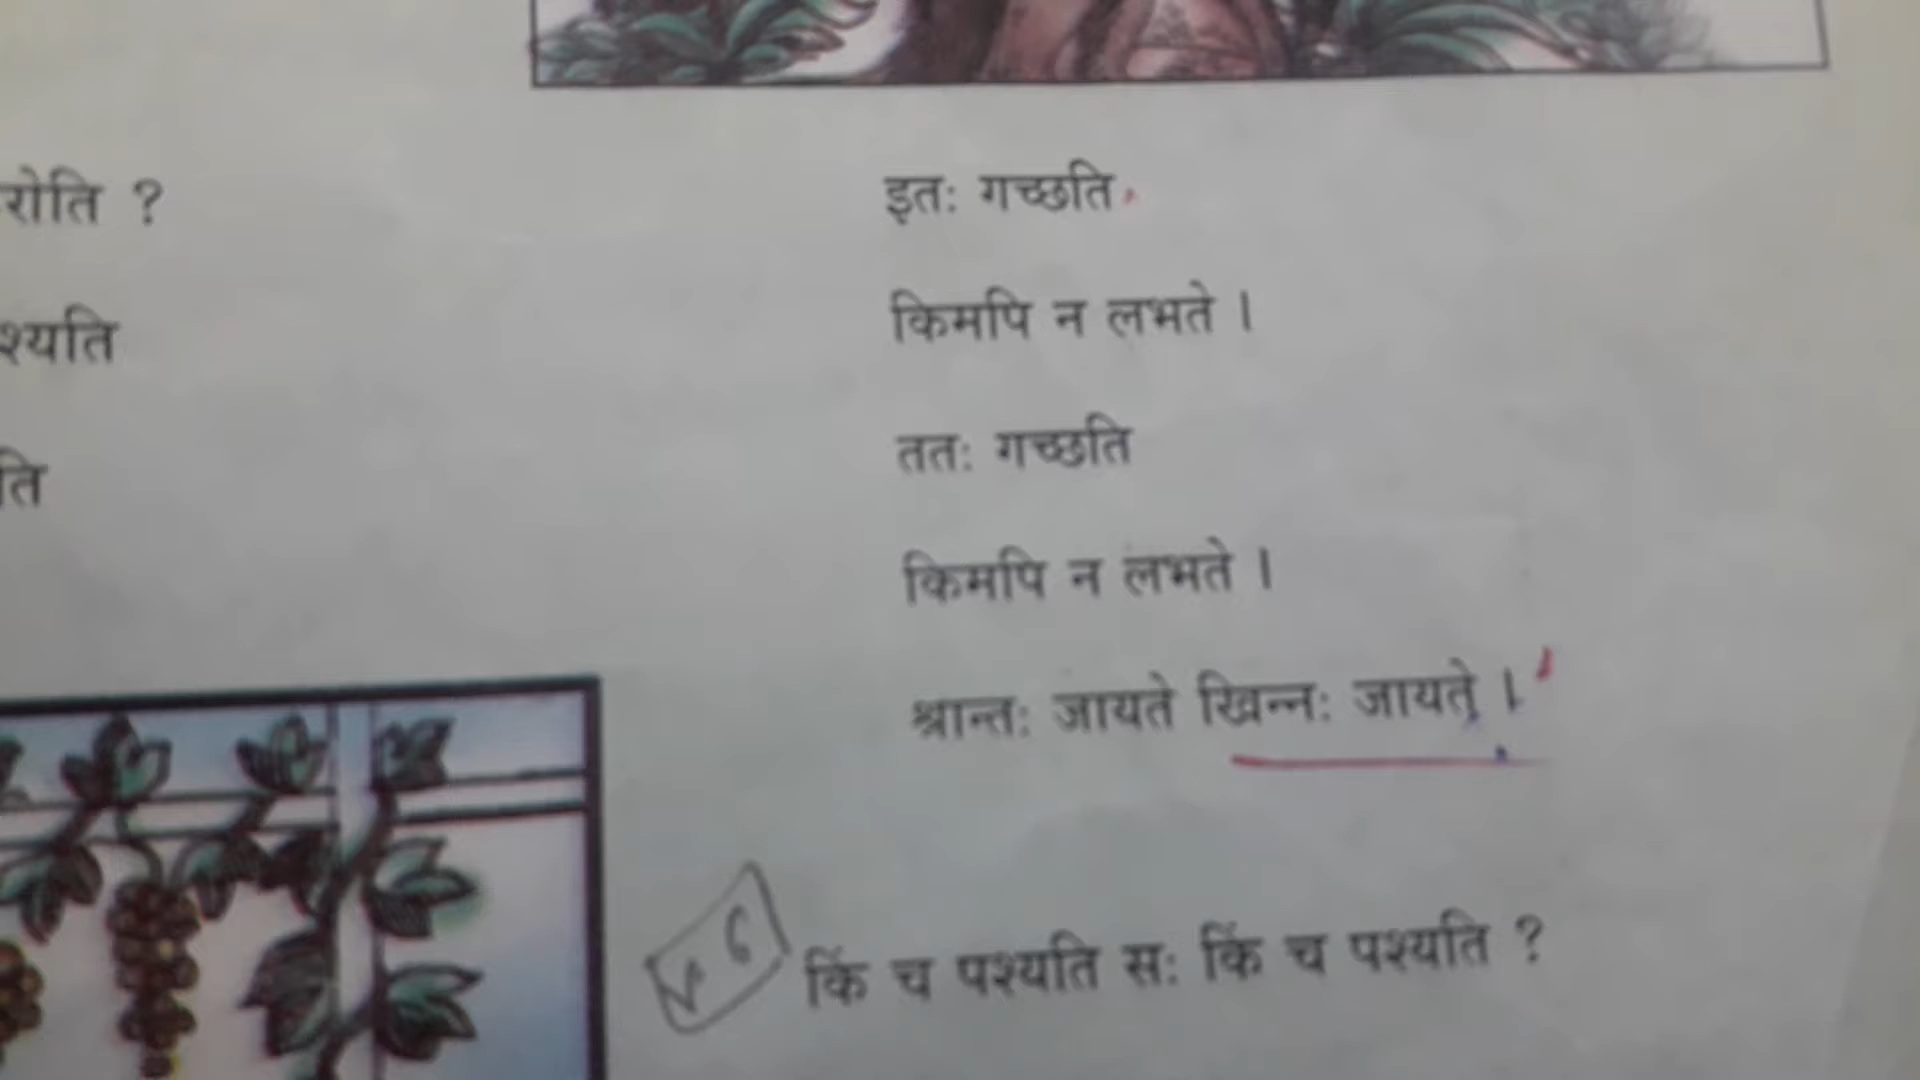 रोति ?
श्यति
ति
इतः गच्छति
किमपि न लभते ।
ततः गच्छति
किमपि न लभते ।
श्रान्तः जायते खिन्नः जायते ।
किं च पश्यति सः किं च पश्यति ?